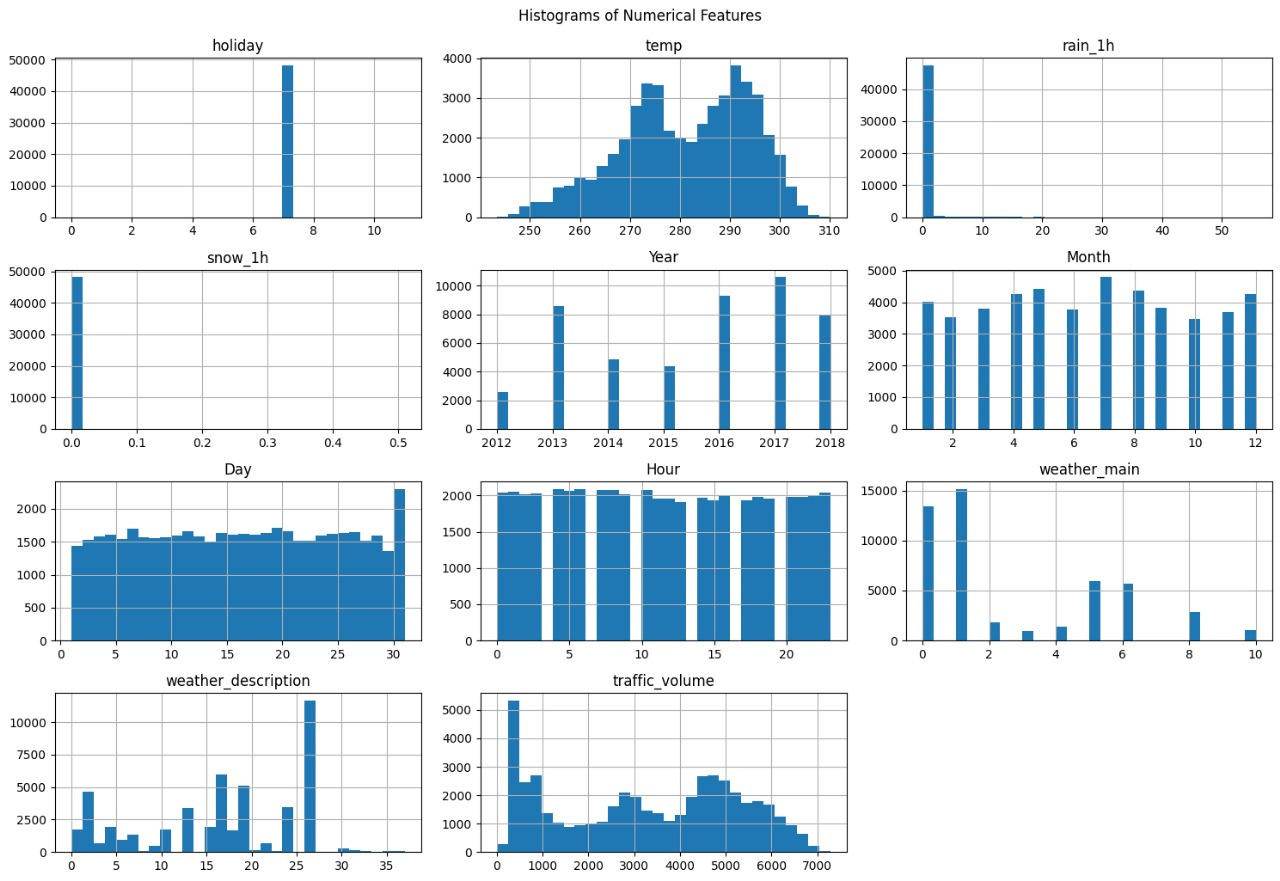 Histograms of Numerical Features
holiday
50000
40000
30000
20000
10000
0
0 2 4 6 8 10
temp
4000
3000
2000
1000
0
250 260 270 280 290 300 310
rain_1h
40000
30000
20000
10000
0
0 10 20 30 40 50
snow_1h
50000
40000
30000
20000
10000
0
0.0 0.1 0.2 0.3 0.4 0.5
Year
10000
8000
6000
4000
2000
0
2012 2013 2014 2015 2016 2017 2018
Month
5000
4000
3000
2000
1000
0
2 4 6 8 10 12
Day
2000
1500
1000
500
0
0 5 10 15 20 25 30
Hour
2000
1500
1000
500
0
0 5 10 15 20
weather_main
15000
10000
5000
0
0 2 4 6 8 10
weather_description
10000
7500
5000
2500
0
0 5 10 15 20 25 30 35
traffic_volume
5000
4000
3000
2000
1000
0
0 1000 2000 3000 4000 5000 6000 7000